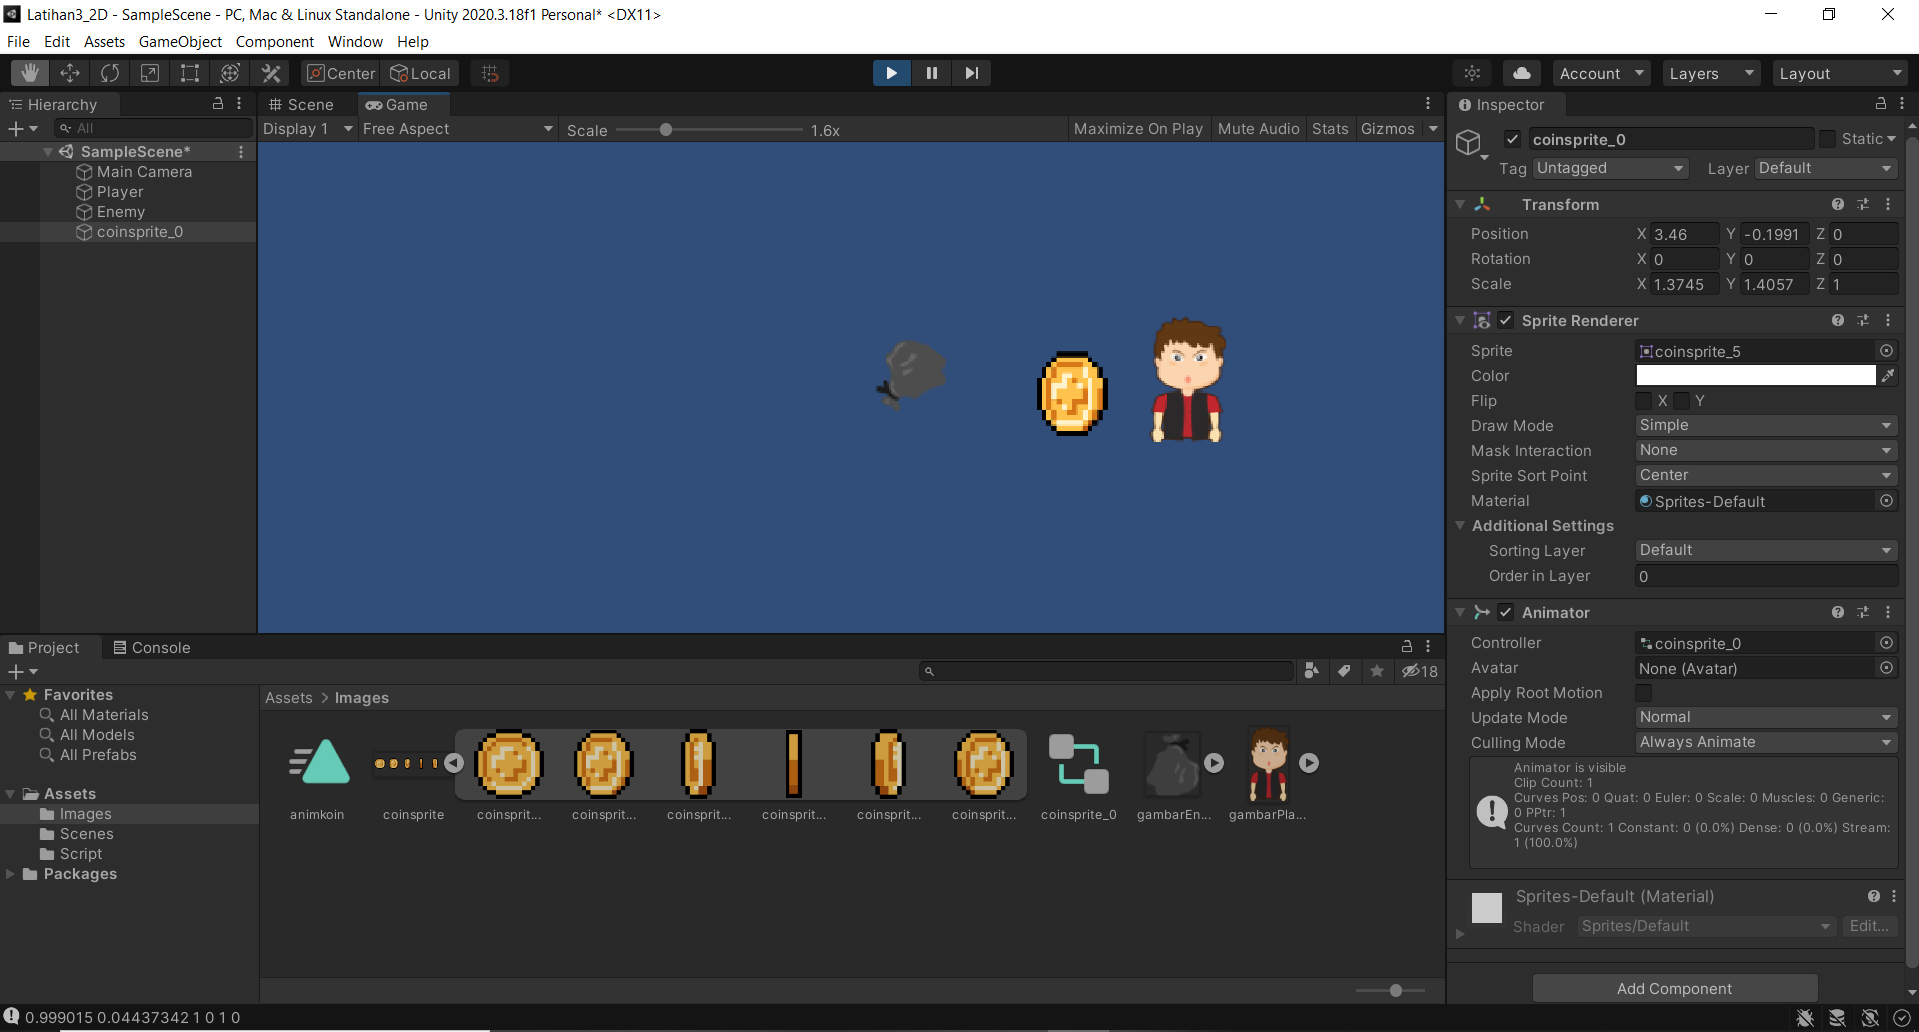 Latihan3_2D - SampleScene - PC, Mac & Linux Standalone - Unity 2020.3.18f1 Personal* <DX11>
File Edit Assets GameObject Component Window Help
Center Local Account Layers Layout
Hierarchy
All
SampleScene*
Main Camera
Player
Enemy
coinsprite_0
Scene Game
Display 1 Free Aspect Scale 1.6x Maximize On Play Mute Audio Stats Gizmos
Inspector
coinsprite_0 Static
Tag Untagged Layer Default
Transform
Position X 3.46 Y -0.1991 Z 0
Rotation X 0 Y 0 Z 0
Scale X 1.3745 Y 1.4057 Z 1
Sprite Renderer
Sprite coinsprite_5
Color
Flip X Y
Draw Mode Simple
Mask Interaction None
Sprite Sort Point Center
Material Sprites-Default
Additional Settings
Sorting Layer Default
Order in Layer 0
Animator
Controller coinsprite_0
Avatar None (Avatar)
Apply Root Motion
Update Mode Normal
Culling Mode Always Animate
Animator is visible
Clip Count: 1
Curves Pos: 0 Quat: 0 Euler: 0 Scale: 0 Muscles: 0 Generic:
0 PPtr: 1
Curves Count: 1 Constant: 0 (0.0%) Dense: 0 (0.0%) Stream:
1 (100.0%)
Sprites-Default (Material)
Shader Sprites/Default Edit...
Add Component
Project Console
18
Favorites
All Materials
All Models
All Prefabs
Assets
Images
Scenes
Script
Packages
Assets > Images
animkoin coinsprite coinsprit... coinsprit... coinsprit... coinsprit... coinsprit... coinsprit... coinsprite_0 gambarEn... gambarPla...
0.999015 0.04437342 1 0 1 0